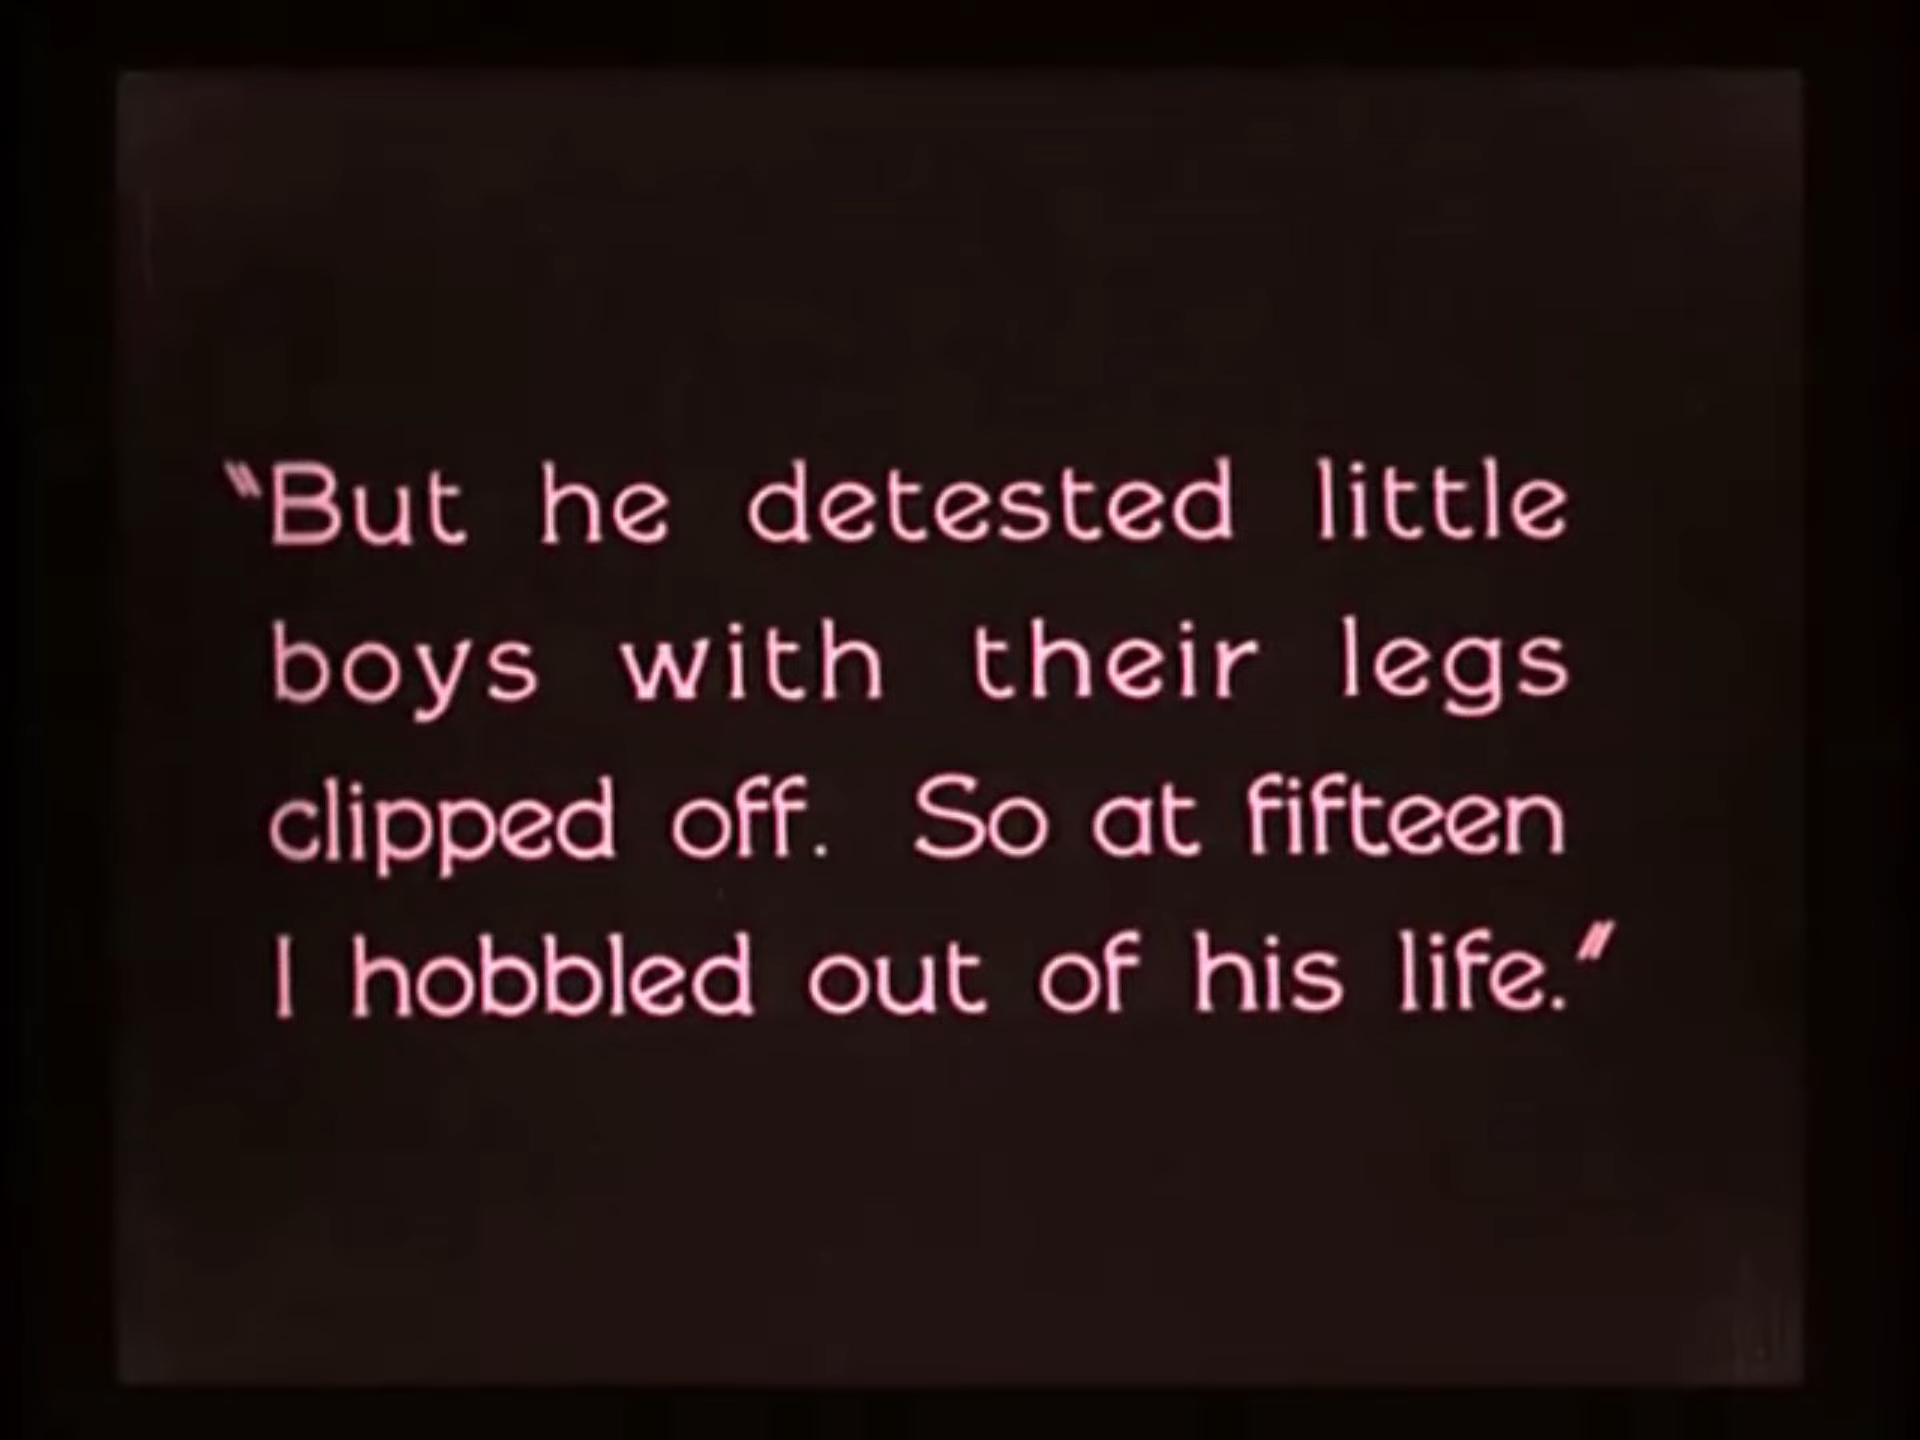 "But he detested little
boys with their legs
clipped off. So at fifteen
I hobbled out of his life."